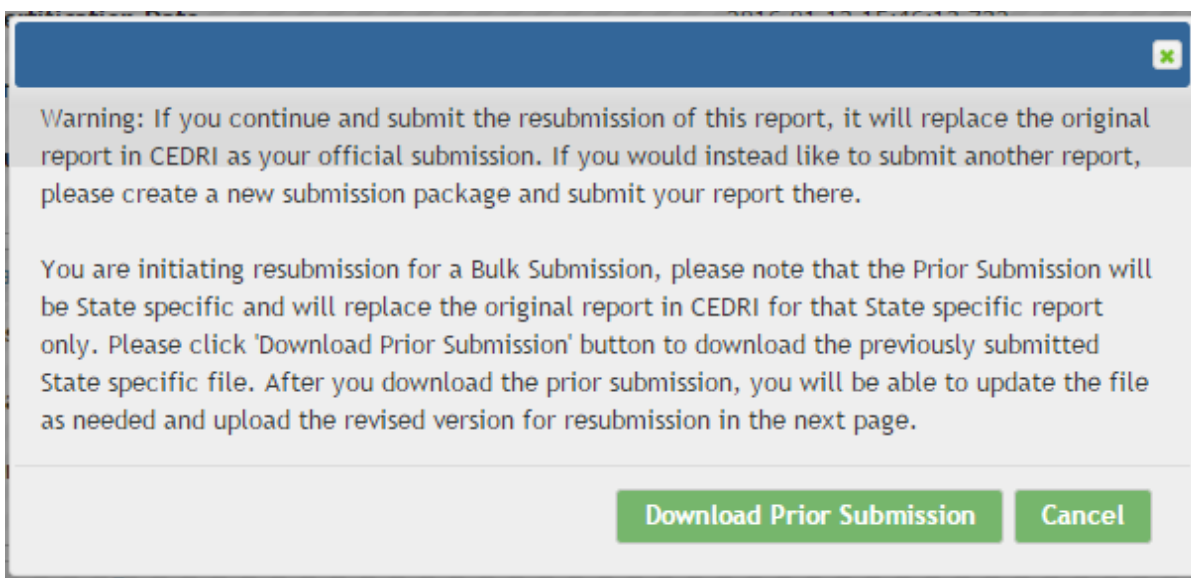 Warning: If you continue and submit the resubmission of this report, it will replace the original
report in CEDRI as your official submission. If you would instead like to submit another report,
please create a new submission package and submit your report there.
You are initiating resubmission for a Bulk Submission, please note that the Prior Submission will
be State specific and will replace the original report in CEDRI for that State specific report
only. Please click 'Download Prior Submission' button to download the previously submitted
State specific file. After you download the prior submission, you will be able to update the file
as needed and upload the revised version for resubmission in the next page.
Download Prior Submission Cancel